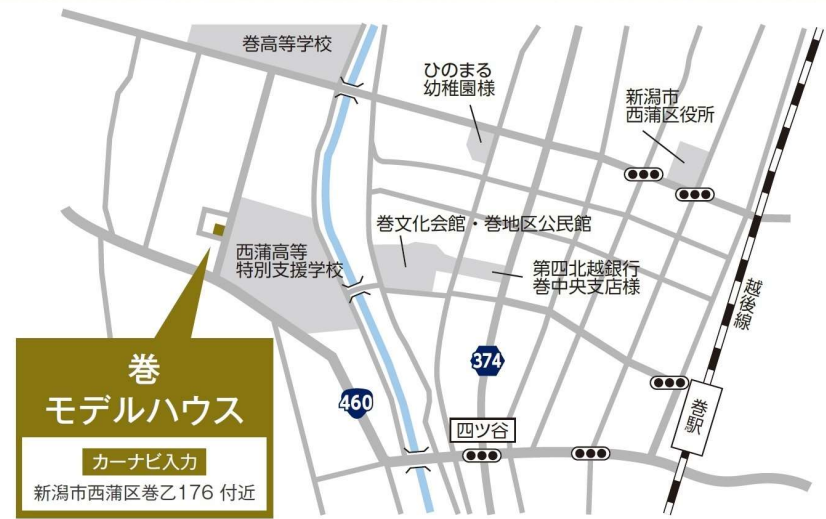 巻高等学校
ひのまる
幼稚園様
新潟市
西蒲区役所
巻文化会館・巻地区公民館
西蒲高等
特別支援学校
第四北越銀行
巻中央支店様
越後線
巻
モデルハウス
カーナビ入力
新潟市西蒲区巻乙176 付近
374
460
四ツ谷
巻駅